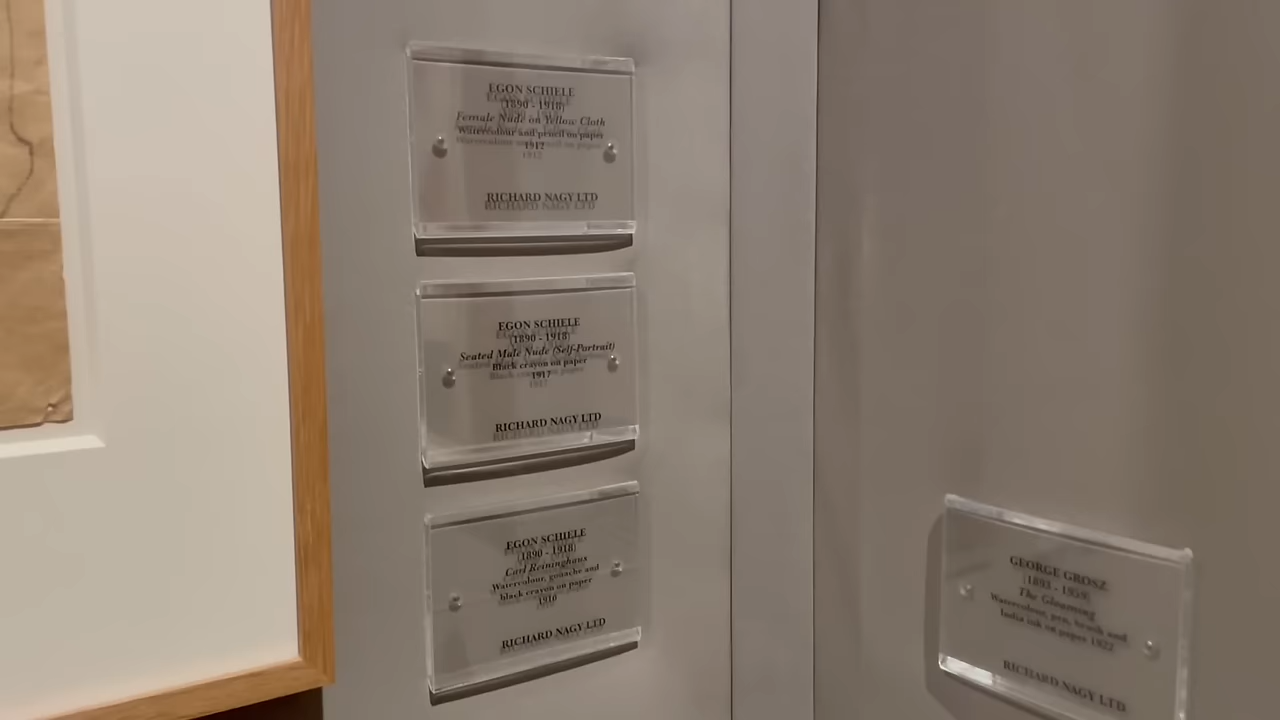 EGON SCHIELE
(1890 - 1918)
Female Nude on Yellow Cloth
Watercolour and pencil on paper
1912
RICHARD NAGY LTD
EGON SCHIELE
(1890 - 1918)
Seated Male Nude (Self-Portrait)
Black crayon on paper
1917
RICHARD NAGY LTD
EGON SCHIELE
(1890 - 1918)
Carl Reininghaus
Watercolour, gouache and
black crayon on paper
1910
RICHARD NAGY LTD
GEORGE GROSZ
(1893 - 1959)
The Gloaming
Watercolour, pen, brush and
India ink on paper 1922
RICHARD NAGY LTD